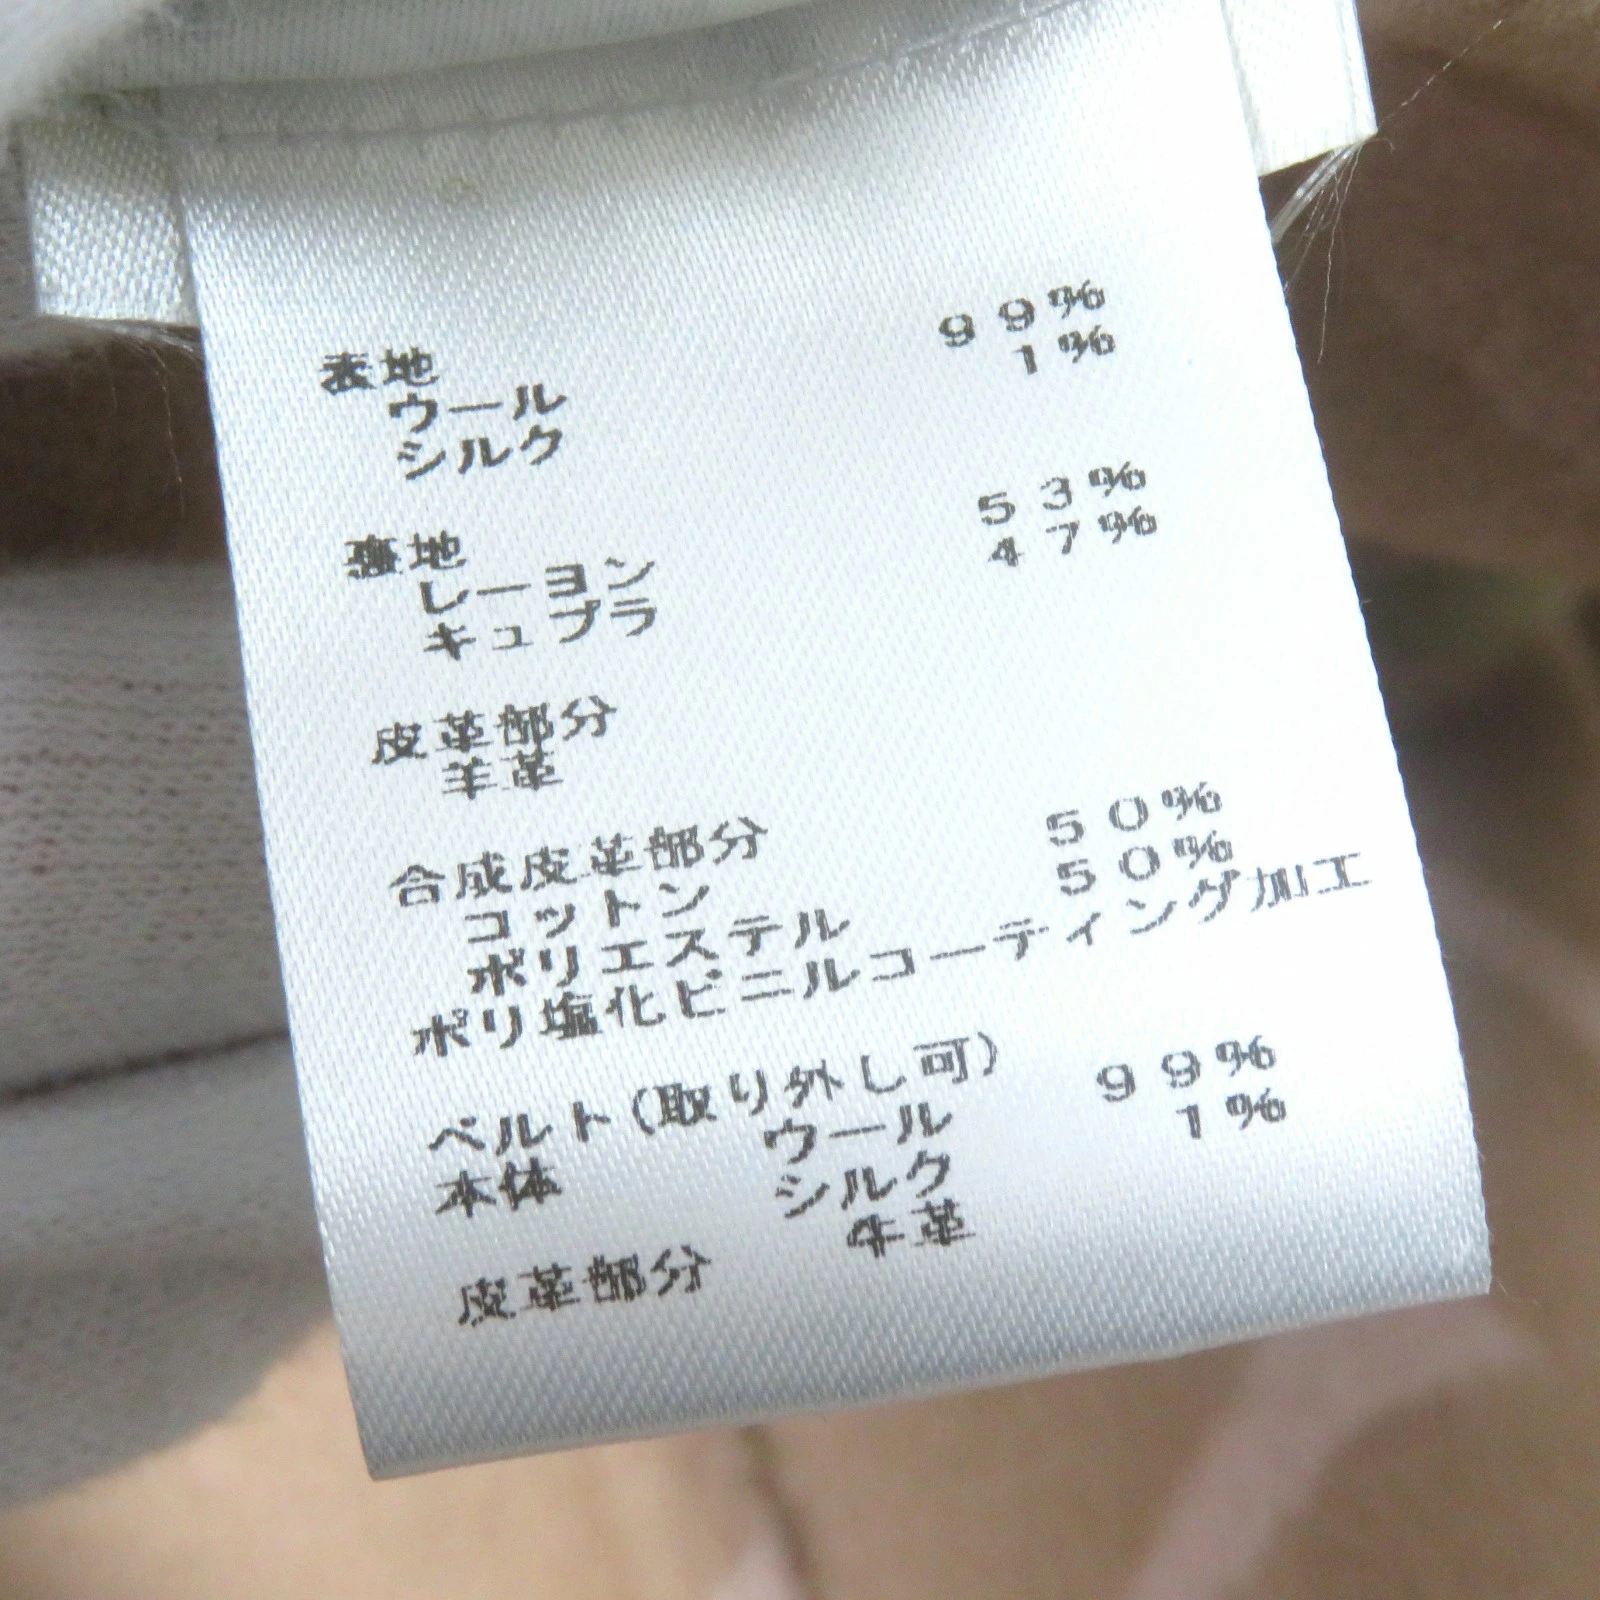 表地
ウール 99%
シルク 1%
裏地
レーヨン 53%
キュプラ 47%
皮革部分
羊革
合成皮革部分
コットン 50%
ポリエステル 50%
ポリ塩化ビニルコーティング加工
ベルト(取り外し可)
本体 ウール 99%
シルク 1%
皮革部分 牛革